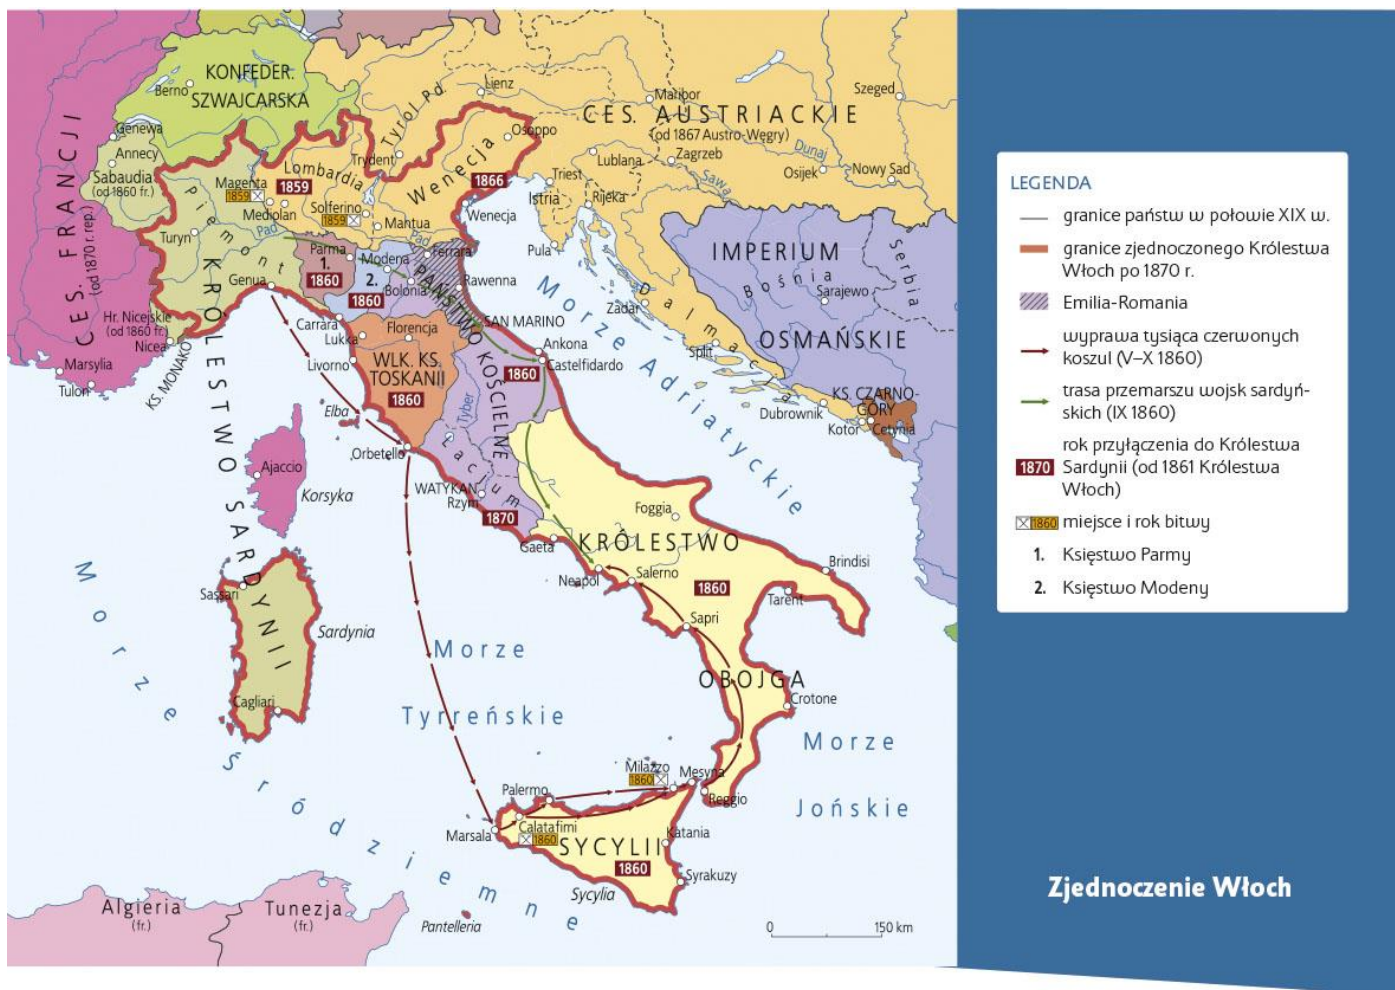 KONFEDER.
SZWAJCARSKA
Berno
Genewa
Annecy
Sabaudia
(od 1860 fr.)
CES. FRANCJI
(od 1870 r. rep.)
Lienz
Maribor
Szeged
CES. AUSTRIACKIE
(od 1867 Austro-Węgry)
Tyrol Pd
Trydent
Osoppo
Lublana
Zagrzeb
Dunaj
Osijek
Nowy Sad
Sawa
Triest
Istria
Rijeka
Pula
Lombardia
1859
Magenta
1859
Mediolan
Solferino
1859
Mantua
Wenecja
1866
Wenecja
Piemont
Turyn
Pad
Pad
Parma
1.
1860
Modena
2.
1860
Bolonia
Ferrara
Rawenna
Genua
KRÓLESTWO SARDYNII
Hr. Nicejskie
(od 1860 fr.)
Nicea
KS. MONAKO
Marsylia
Tulon
Carrara
Lukka
Florencja
Livorno
WLK. KS.
TOSKANII
1860
PAŃSTWO KOŚCIELNE
SAN MARINO
Ankona
Castelfidardo
1860
Tyber
Elba
Orbetello
Lacjum
WATYKAN
Rzym
1870
Ajaccio
Korsyka
Sassari
Sardynia
Cagliari
IMPERIUM
OSMAŃSKIE
Bośnia
Sarajewo
Serbia
Zadar
Dalmacja
Split
Dubrownik
KS. CZARNO-
GÓRY
Kotor
Cetynia
Morze Adriatyckie
Foggia
Gaeta
KRÓLESTWO
OBOJGA
SYCYLII
Neapol
Salerno
1860
Brindisi
Tarent
Sapri
Crotone
Morze
Tyrreńskie
Morze
Jońskie
Morze Śródziemne
Milazzo
1860
Mesyna
Reggio
Palermo
Marsala
Calatafimi
1860
Katania
1860
Syrakuzy
Sycylia
Pantelleria
Algieria
(fr.)
Tunezja
(fr.)
0 150 km
LEGENDA
granice państw w połowie XIX w.
granice zjednoczonego Królestwa
Włoch po 1870 r.
Emilia-Romania
wyprawa tysiąca czerwonych
koszul (V–X 1860)
trasa przemarszu wojsk sardyń-
skich (IX 1860)
rok przyłączenia do Królestwa
1870 Sardynii (od 1861 Królestwa
Włoch)
1860 miejsce i rok bitwy
1. Księstwo Parmy
2. Księstwo Modeny
Zjednoczenie Włoch